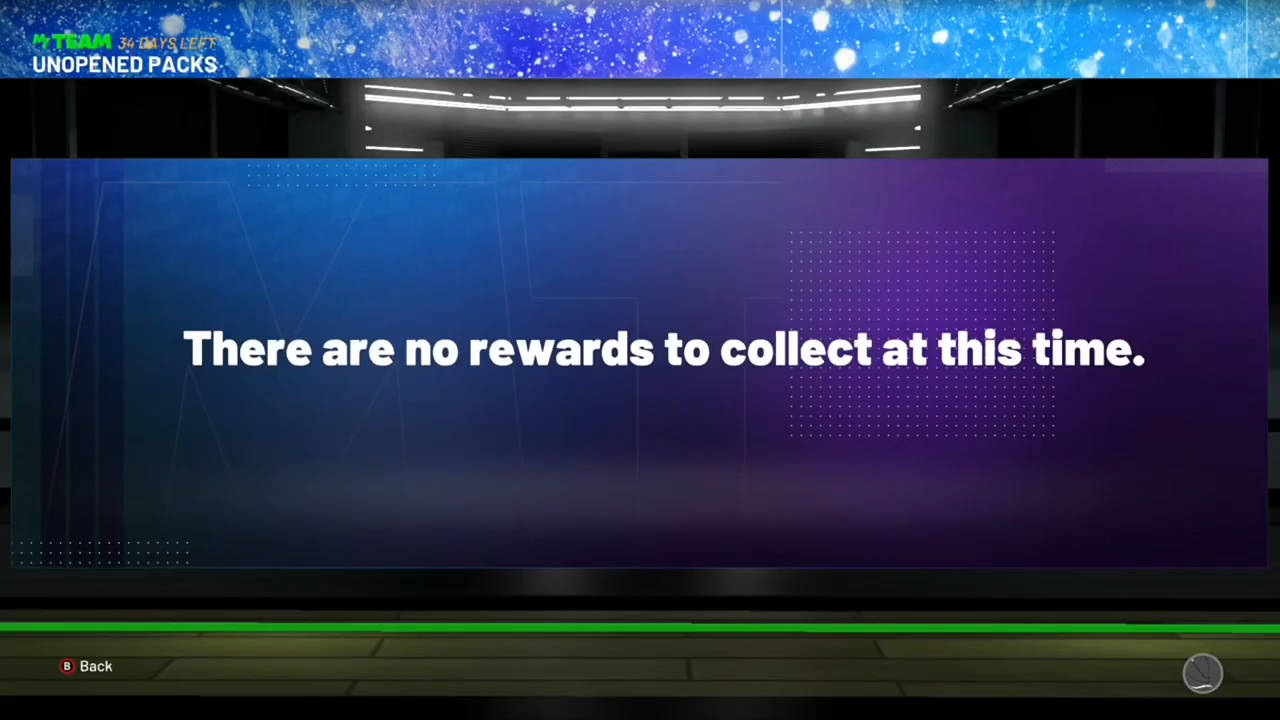 MyTEAM 34 DAYS LEFT
UNOPENED PACKS
There are no rewards to collect at this time.
B Back